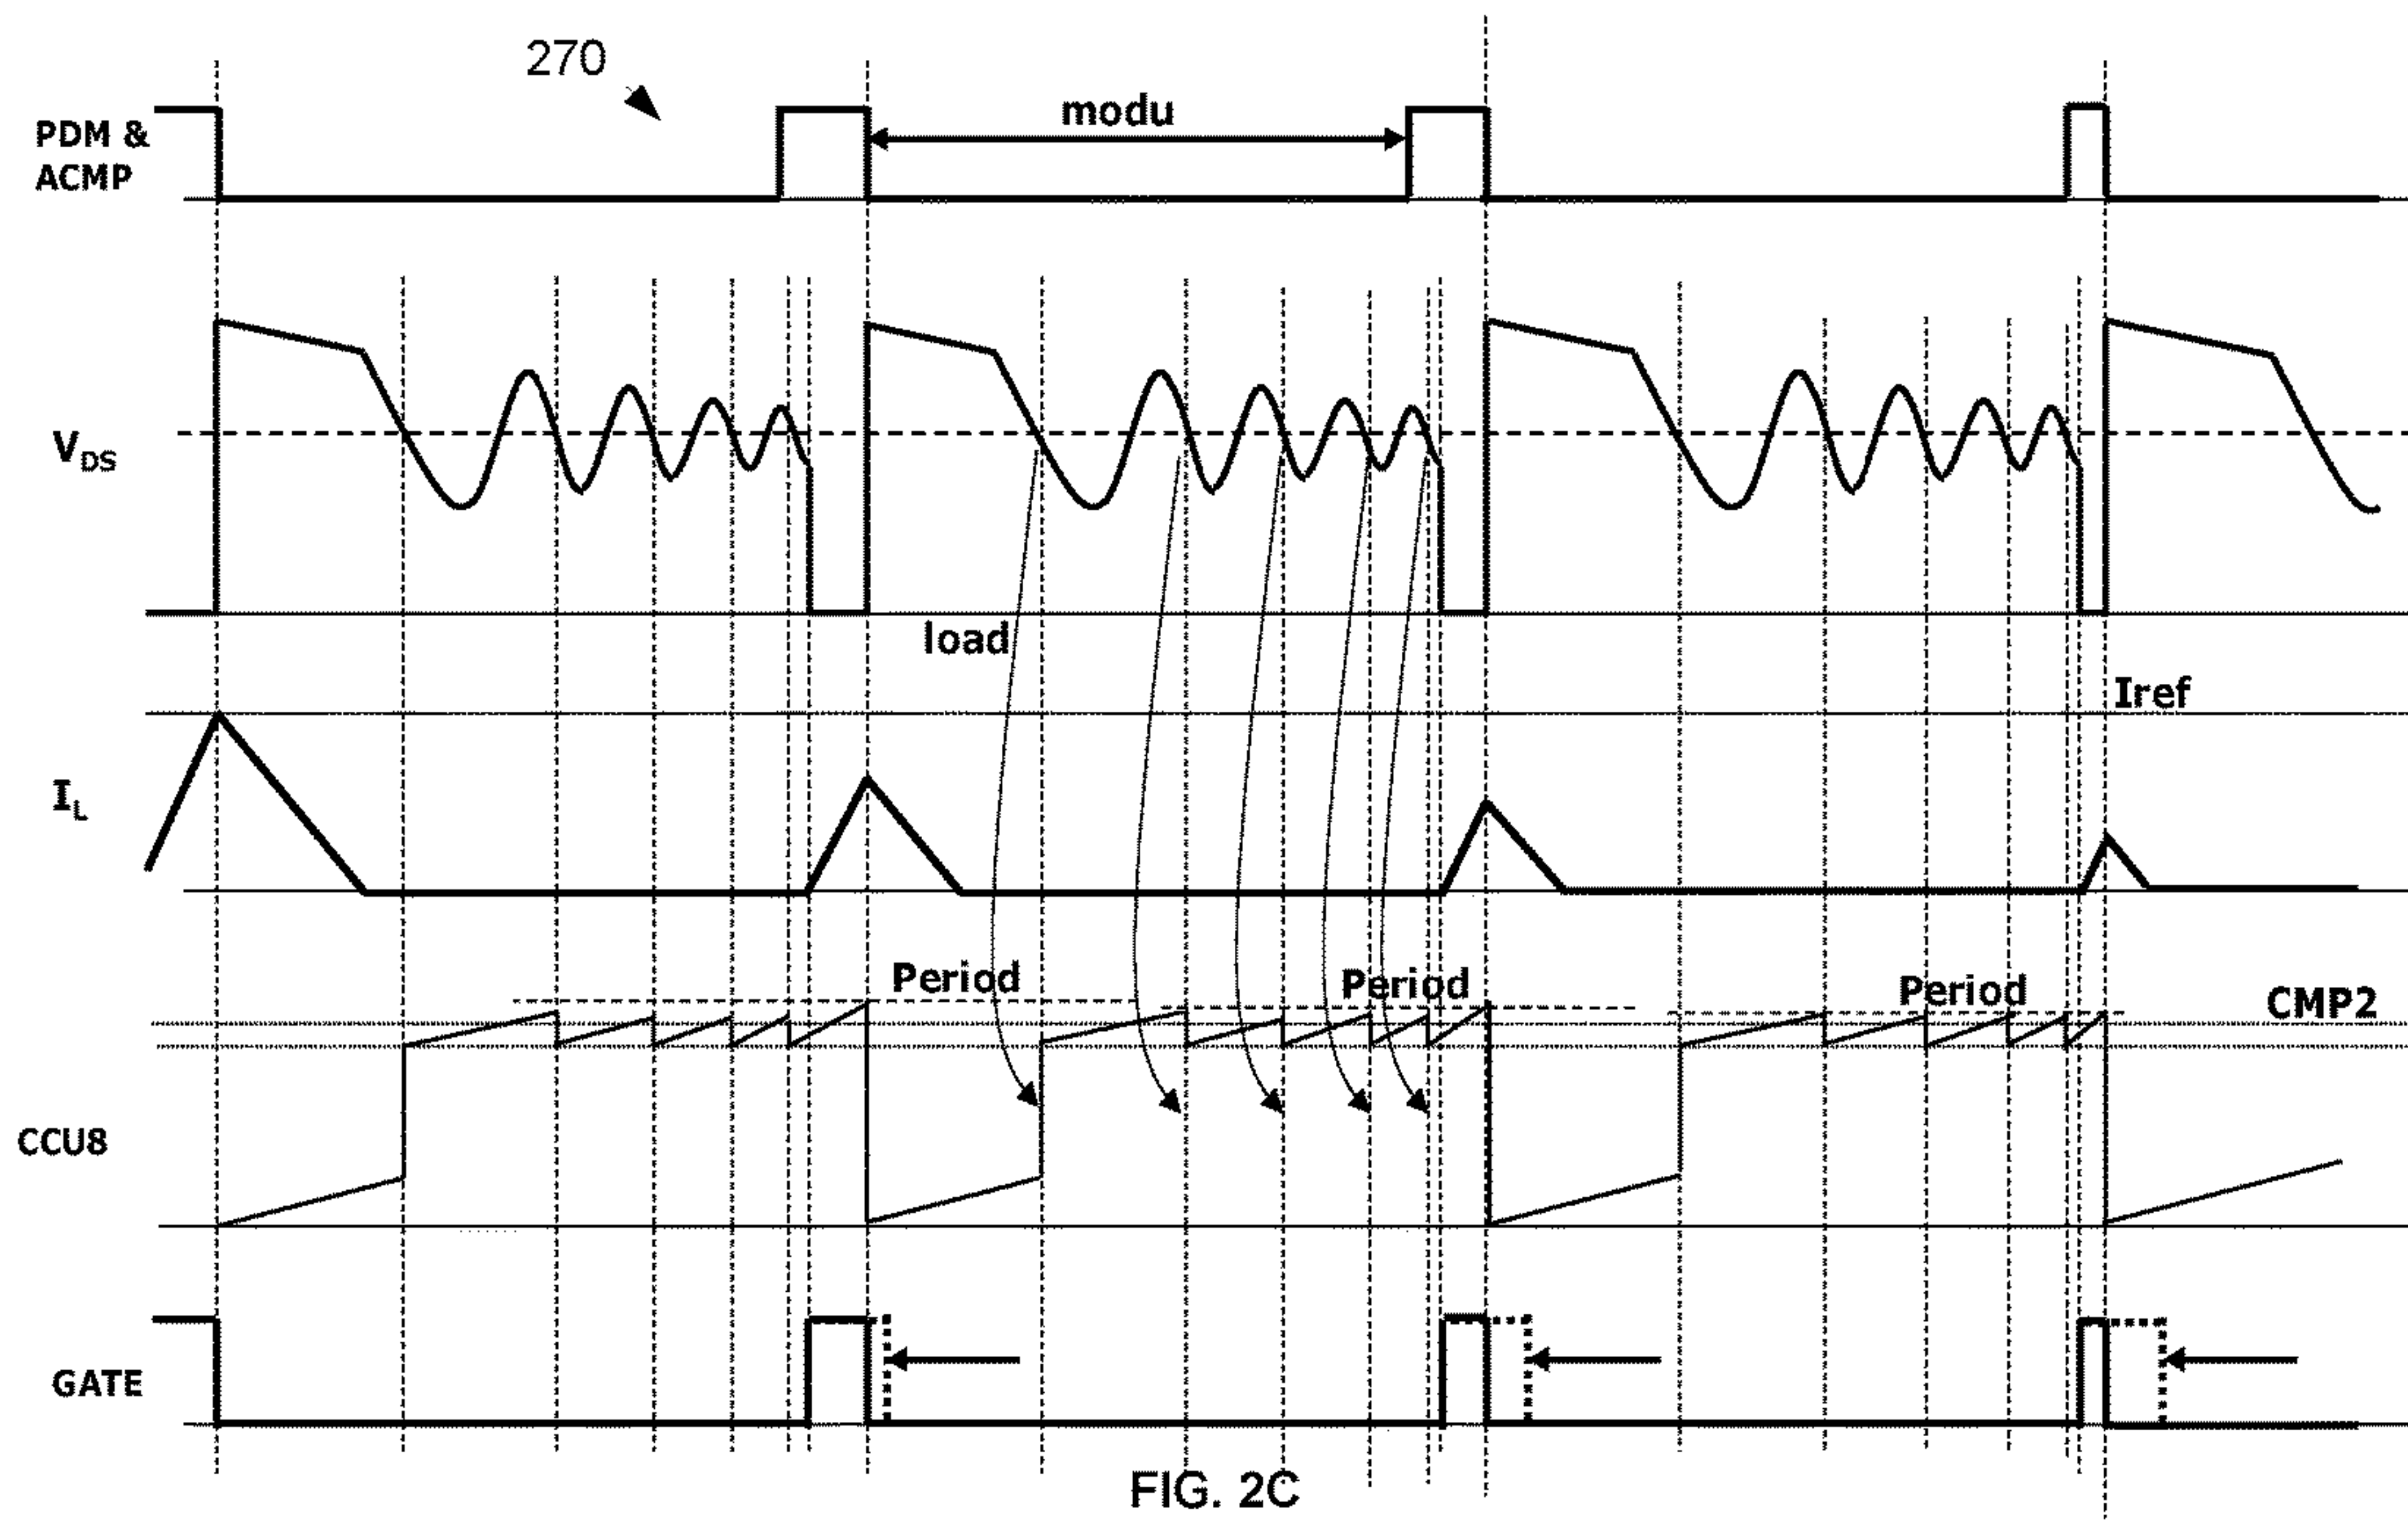 270
modu
PDM &
ACMP
VDS
load
Iref
IL
Period
Period
Period
CMP2
CCU8
GATE
FIG. 2C